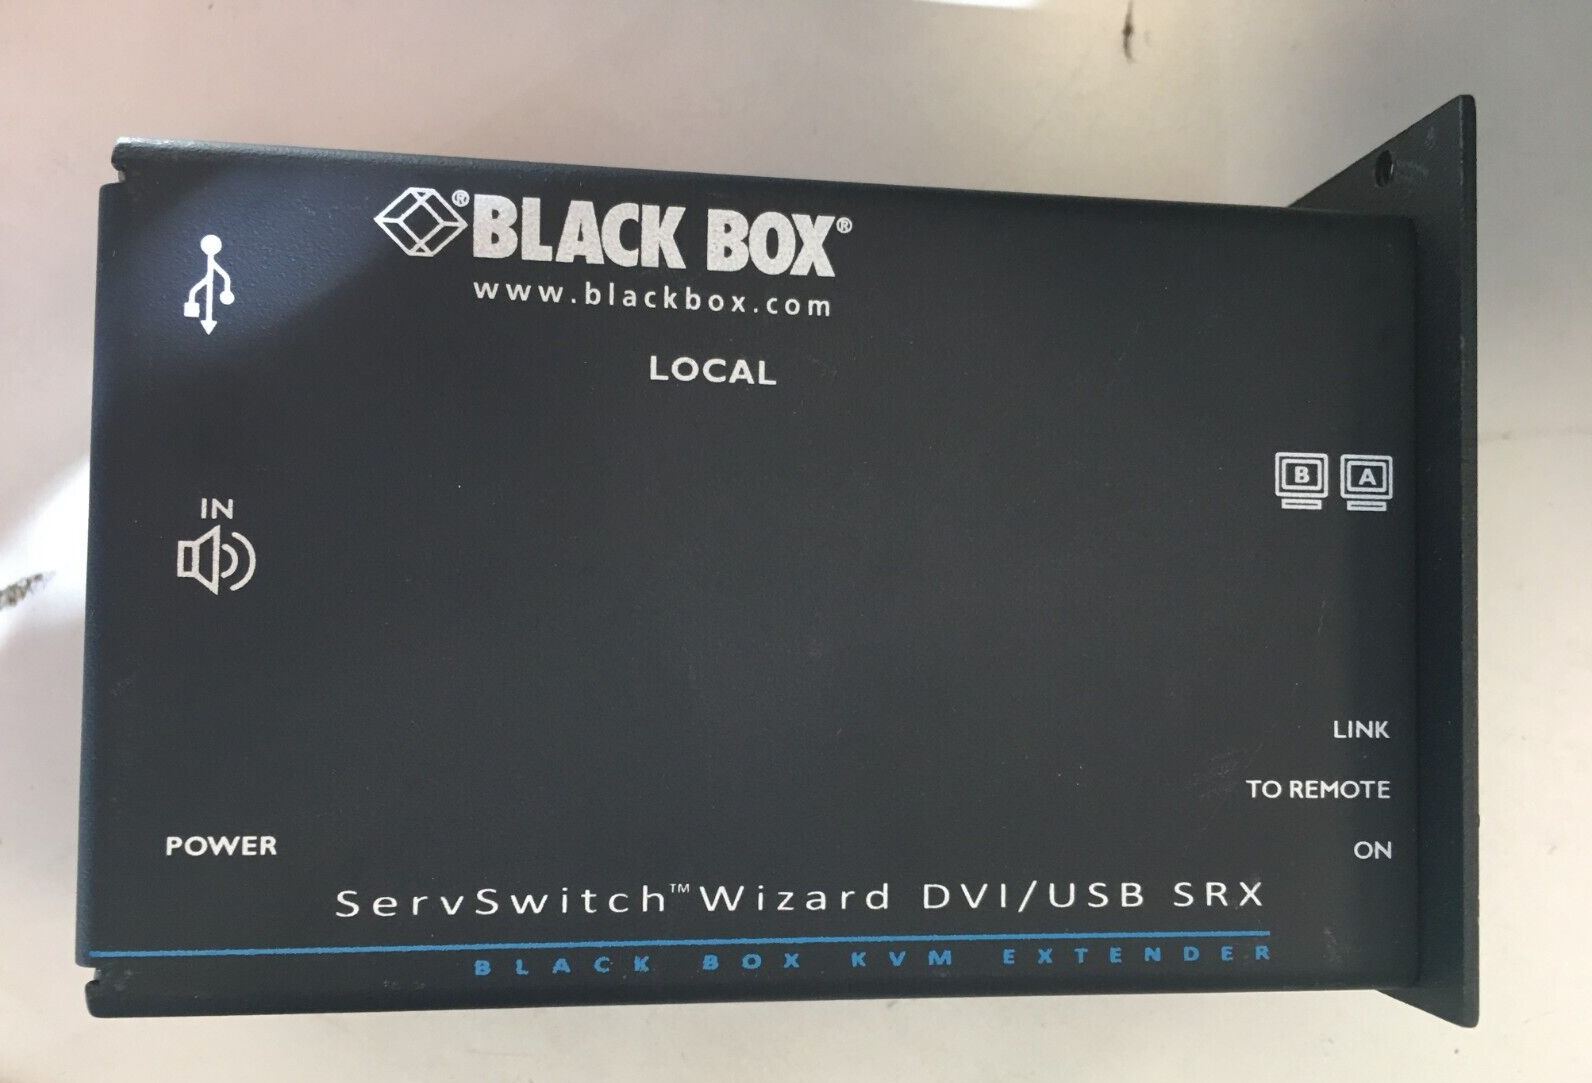 ® BLACK BOX®
www.blackbox.com
LOCAL
B A
IN
LINK
TO REMOTE
POWER
ON
ServSwitch™ Wizard DVI/USB SRX
BLACK BOX KVM EXTENDER